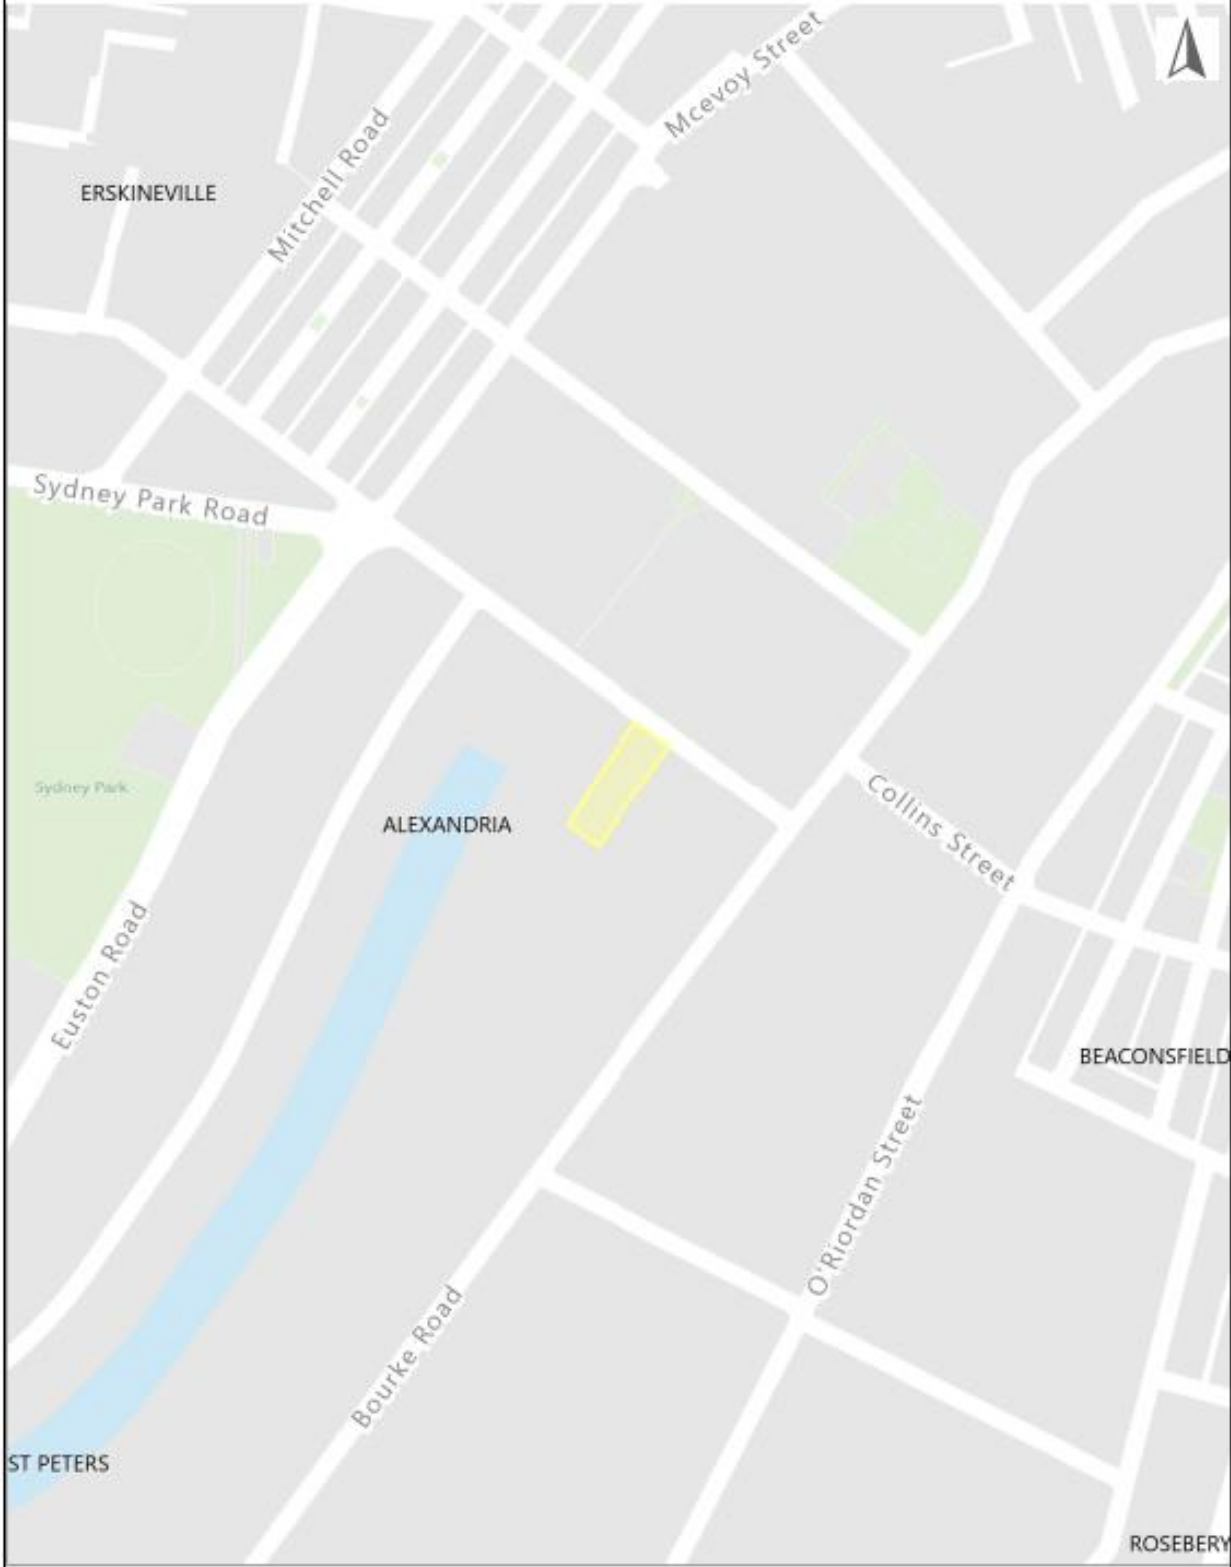 Mcevoy Street
Mitchell Road
ERSKINEVILLE
Sydney Park Road
Sydney Park
ALEXANDRIA
Collins Street
Euston Road
BEACONSFIELD
O'Riordan Street
Bourke Road
ST PETERS
ROSEBERY